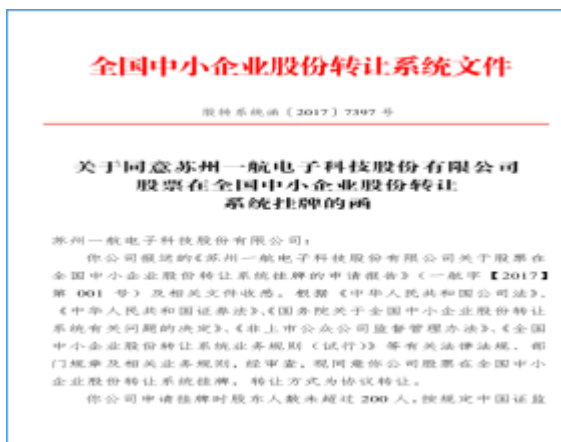 全国中小企业股份转让系统文件
股转系统函〔2017〕7397 号
关于同意苏州一航电子科技股份有限公司
股票在全国中小企业股份转让
系统挂牌的函
苏州一航电子科技股份有限公司：
你公司报送的《苏州一航电子科技股份有限公司关于股票在
全国中小企业股份转让系统挂牌的申请报告》（一航字【2017】
第 001 号）及相关文件收悉。根据《中华人民共和国公司法》、
《中华人民共和国证券法》、《国务院关于全国中小企业股份转让
系统有关问题的决定》、《非上市公众公司监督管理办法》、《全国
中小企业股份转让系统业务规则（试行）》等有关法律法规、部
门规章及相关业务规则，经审查，现同意你公司股票在全国中小
企业股份转让系统挂牌，转让方式为协议转让。
你公司申请挂牌时股东人数未超过 200 人，按规定中国证监